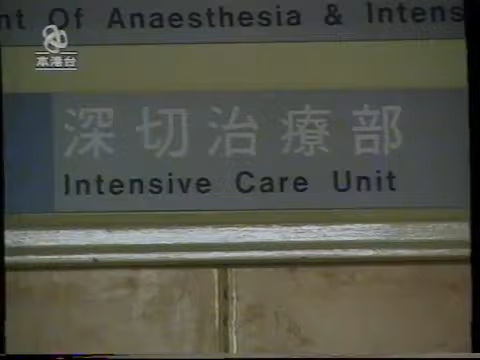 nt Of Anaesthesia & Intens
本港台
深切治療部
Intensive Care Unit